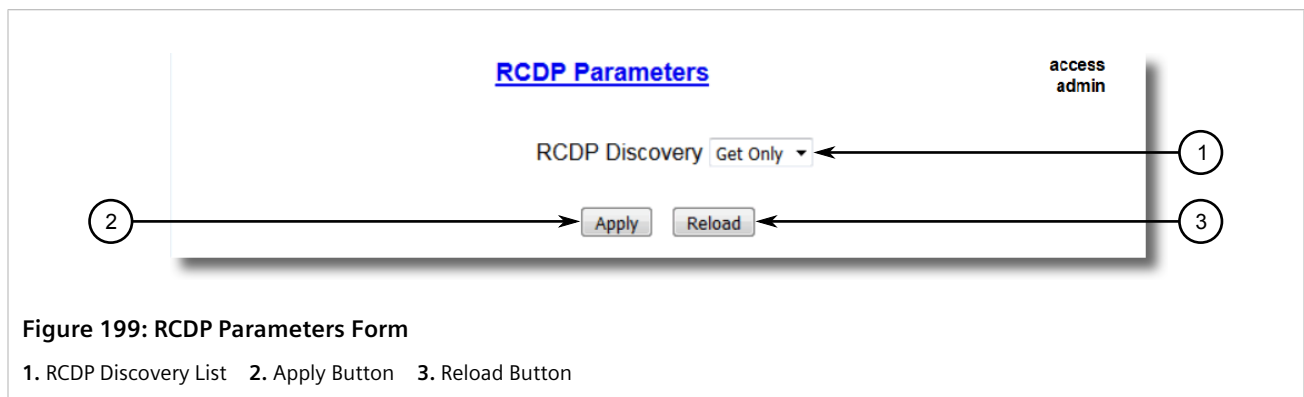 RCDP Parameters
access
admin
RCDP Discovery Get Only
1
2
Apply Reload
3
Figure 199: RCDP Parameters Form
1. RCDP Discovery List 2. Apply Button 3. Reload Button